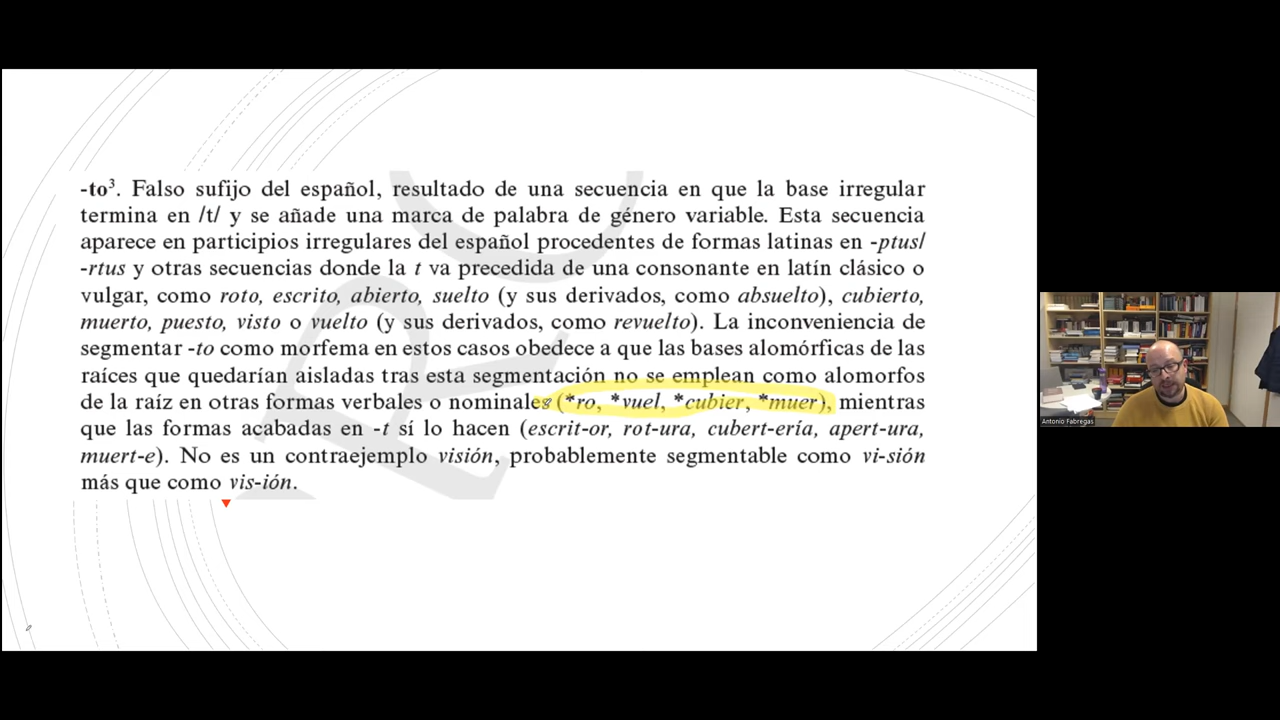 -to³. Falso sufijo del español, resultado de una secuencia en que la base irregular
termina en /t/ y se añade una marca de palabra de género variable. Esta secuencia
aparece en participios irregulares del español procedentes de formas latinas en -ptus/
-rtus y otras secuencias donde la t va precedida de una consonante en latín clásico o
vulgar, como roto, escrito, abierto, suelto (y sus derivados, como absuelto), cubierto,
muerto, puesto, visto o vuelto (y sus derivados, como revuelto). La inconveniencia de
segmentar -to como morfema en estos casos obedece a que las bases alomórficas de las
raíces que quedarían aisladas tras esta segmentación no se emplean como alomorfos
de la raíz en otras formas verbales o nominales (*ro, *vuel, *cubier, *muer), mientras
que las formas acabadas en -t sí lo hacen (escrit-or, rot-ura, cubert-ería, apert-ura,
muert-e). No es un contraejemplo visión, probablemente segmentable como vi-sión
más que como vis-ión.
Antonio Fabregas